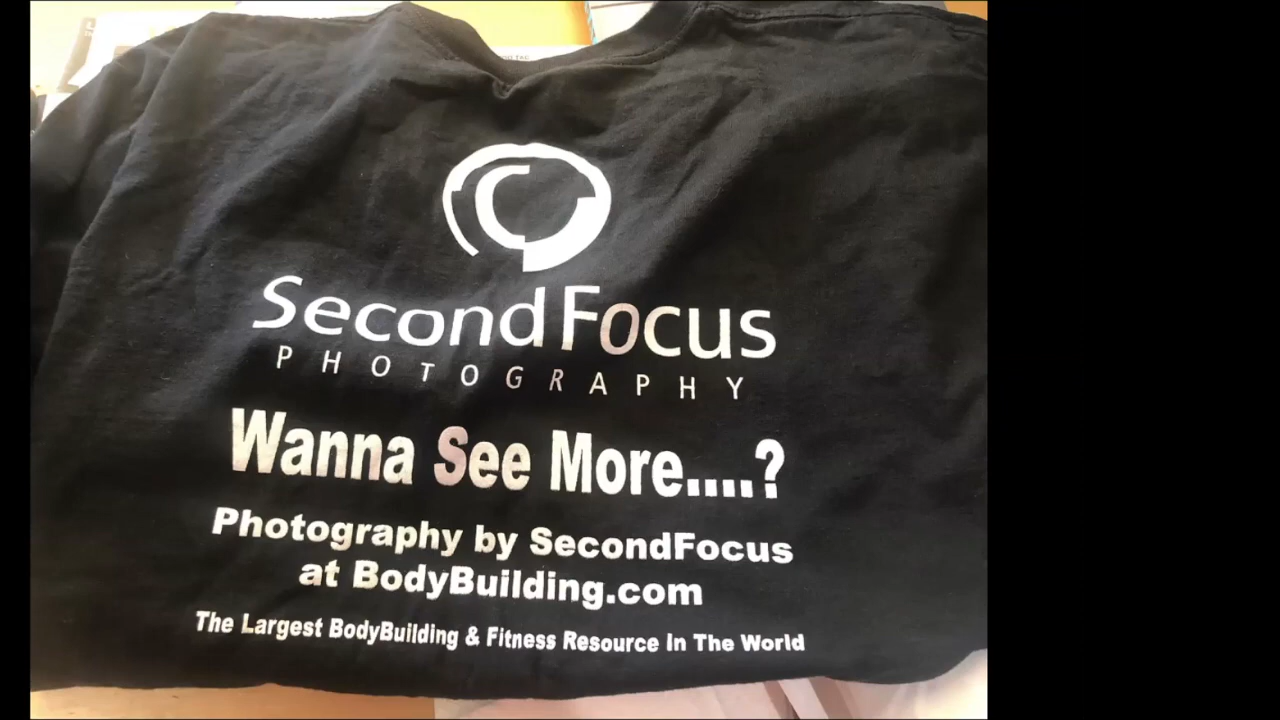 SecondFocus
PHOTOGRAPHY
Wanna See More....?
Photography by SecondFocus
at BodyBuilding.com
The Largest BodyBuilding & Fitness Resource In The World